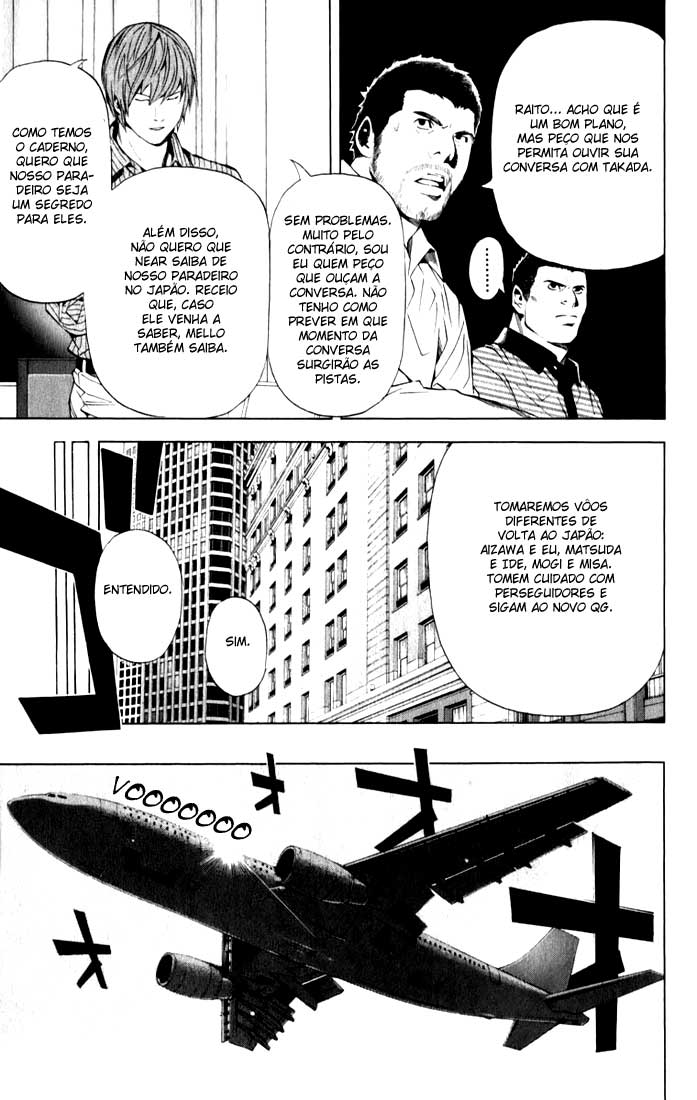 RAITO... ACHO QUE É
UM BOM PLANO,
MAS PEÇO QUE NOS
PERMITA OUVIR SUA
CONVERSA COM TAKADA.
........
SEM PROBLEMAS.
MUITO PELO
CONTRÁRIO, SOU
EU QUEM PEÇO
QUE OUÇAM A
CONVERSA. NÃO
TENHO COMO
PREVER EM QUE
MOMENTO DA
CONVERSA
SURGIRÃO AS
PISTAS.
ALÉM DISSO,
NÃO QUERO QUE
NEAR SAIBA DE
NOSSO PARADEIRO
NO JAPÃO. RECEIO
QUE, CASO
ELE VENHA A
SABER, MELLO
TAMBÉM SAIBA.
COMO TEMOS
O CADERNO,
QUERO QUE
NOSSO PARA-
DEIRO SEJA
UM SEGREDO
PARA ELES.
TOMAREMOS VÔOS
DIFERENTES DE
VOLTA AO JAPÃO:
AIZAWA E EU, MATSUDA
E IDE, MOGI E MISA.
TOMEM CUIDADO COM
PERSEGUIDORES E
SIGAM AO NOVO QG.
SIM.
ENTENDIDO.
VOOOOOOO